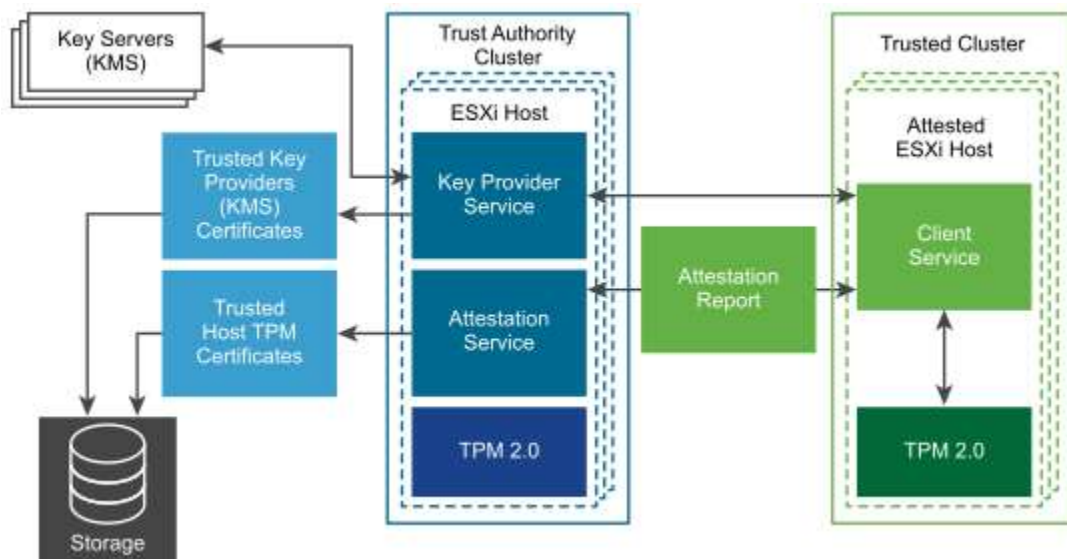 Key Servers
(KMS)
Trust Authority
Cluster
Trusted Cluster
ESXi Host
Attested
ESXi Host
Trusted Key
Providers
(KMS)
Certificates
Key Provider
Service
Client
Service
Attestation
Report
Trusted
Host TPM
Certificates
Attestation
Service
TPM 2.0
TPM 2.0
Storage